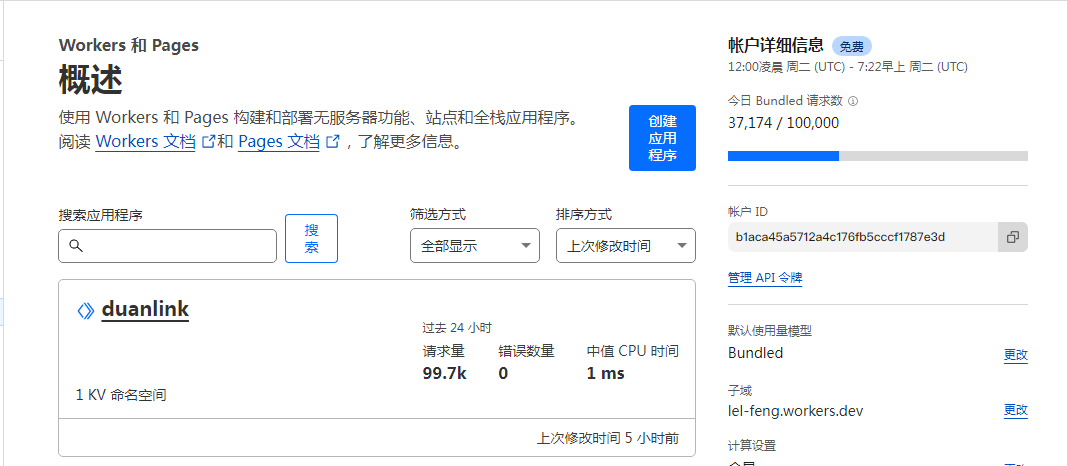 Workers 和 Pages
概述
使用 Workers 和 Pages 构建和部署无服务器功能、站点和全栈应用程序。
阅读 Workers 文档 和 Pages 文档 ，了解更多信息。
创建
应用
程序
搜索应用程序
搜
索
筛选方式
全部显示
排序方式
上次修改时间
duanlink
过去 24 小时
请求量
错误数量
中值 CPU 时间
99.7k
0
1 ms
1 KV 命名空间
上次修改时间 5 小时前
帐户详细信息 免费
12:00凌晨 周二 (UTC) - 7:22早上 周二 (UTC)
今日 Bundled 请求数
37,174 / 100,000
帐户 ID
b1aca45a5712a4c176fb5cccf1787e3d
管理 API 令牌
默认使用量模型
Bundled
更改
子域
lel-feng.workers.dev
更改
计算设置